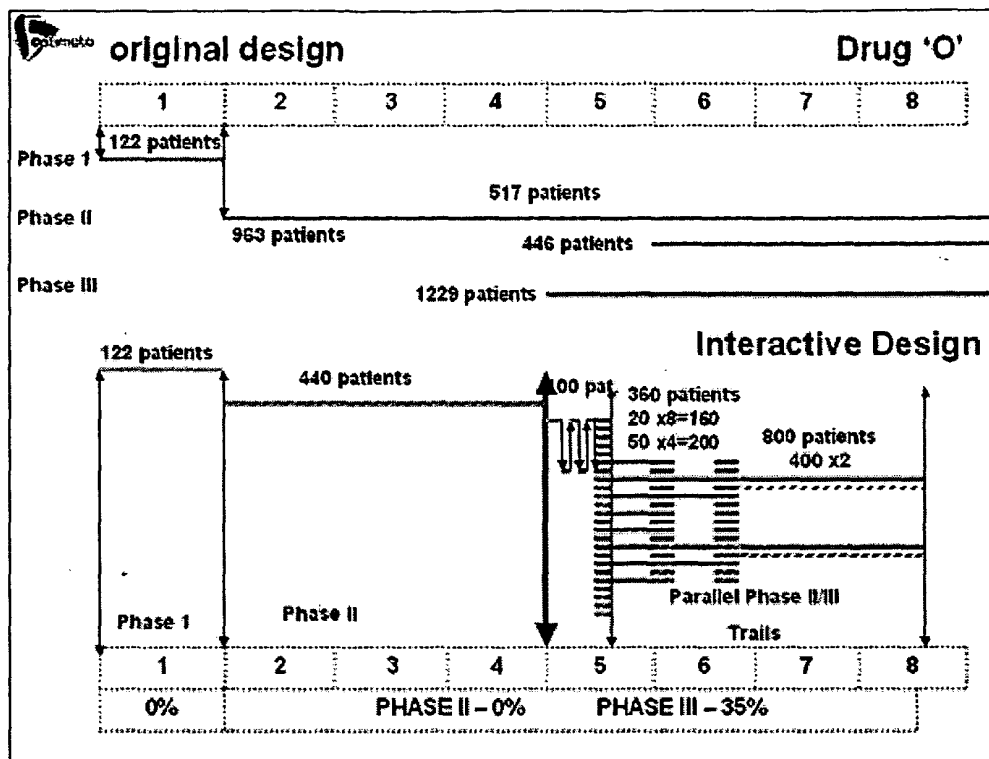 original design
Drug ‘O’
1 2 3 4 5 6 7 8
122 patients
Phase 1
517 patients
Phase II
963 patients
446 patients
Phase III
1229 patients
Interactive Design
122 patients
440 patients
100 pat.
360 patients
20 x8=160
50 x4=200
800 patients
400 x2
Phase 1
Phase II
Parallel Phase II/III
Trails
1 2 3 4 5 6 7 8
0% PHASE II – 0% PHASE III – 35%